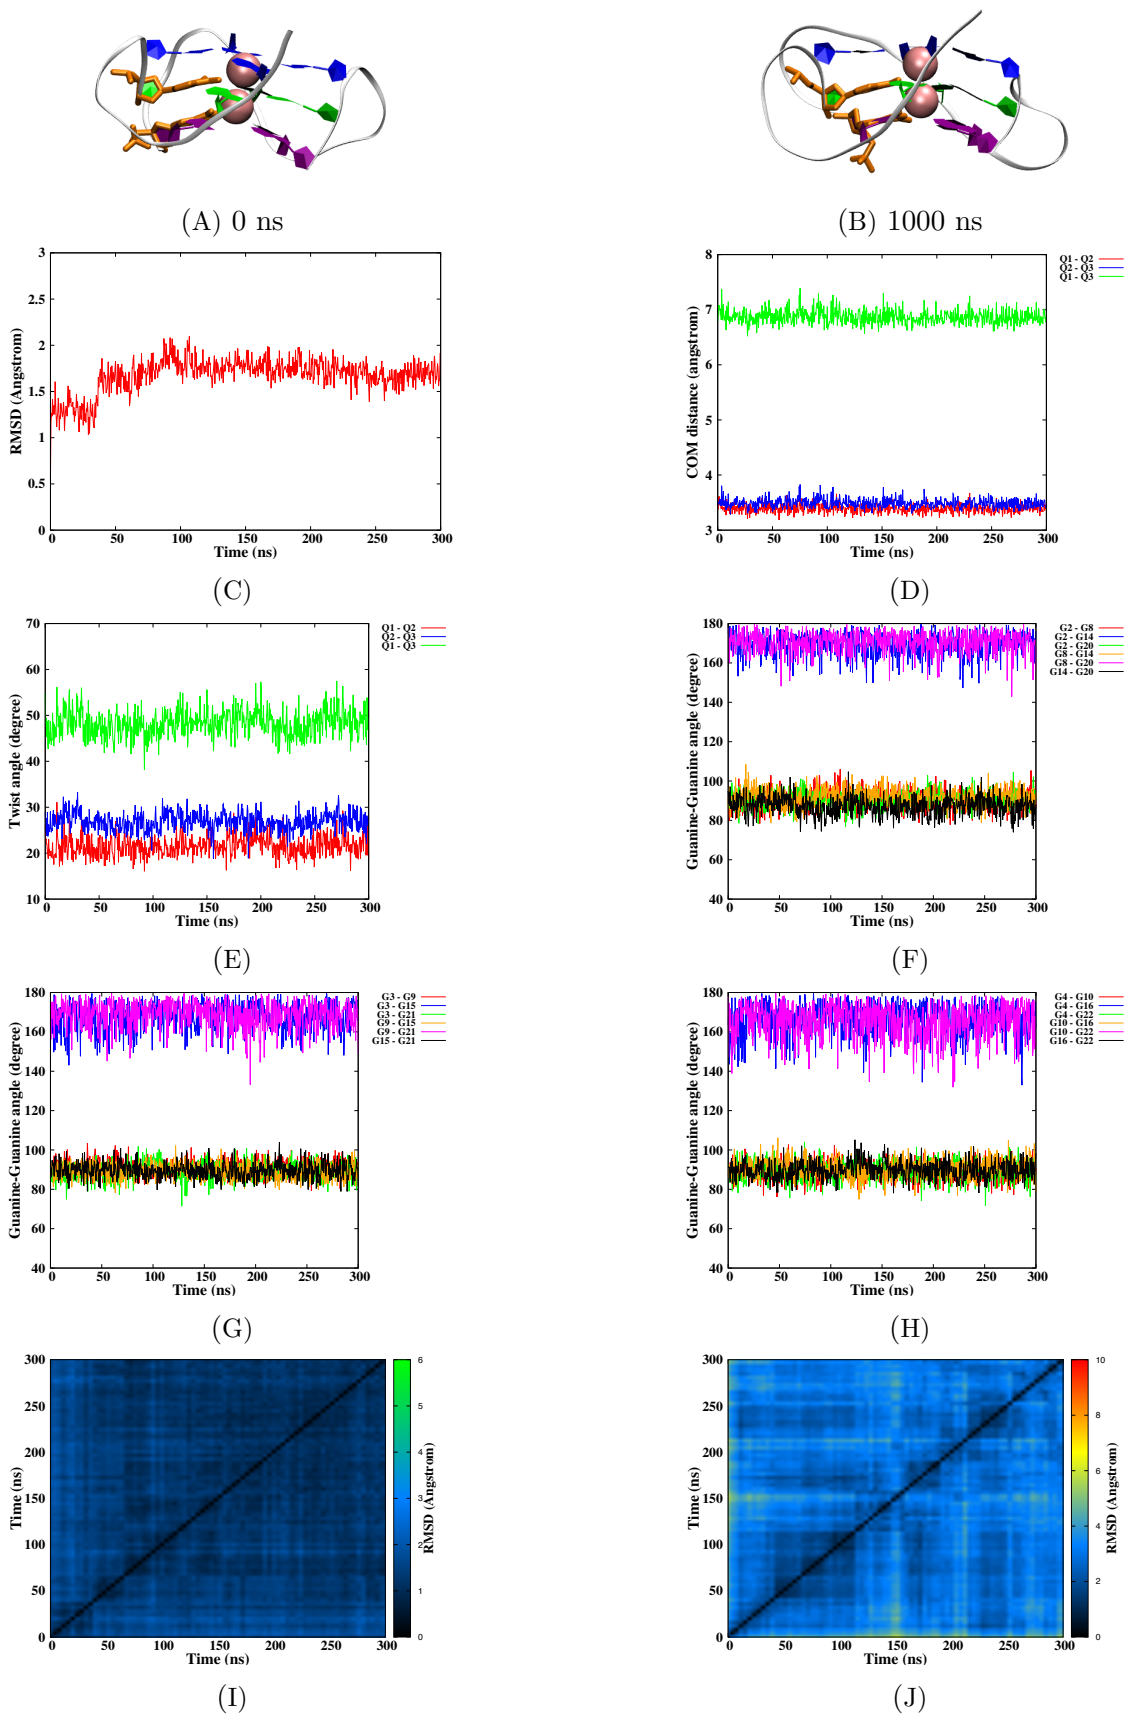 (A) 0 ns
(B) 1000 ns
3
2.5
2
1.5
1
0.5
0
RMSD (Angstrom)
0 50 100 150 200 250 300
Time (ns)
(C)
8
7
6
5
4
3
COM distance (angstrom)
Q1 - Q2
Q2 - Q3
Q1 - Q3
0 50 100 150 200 250 300
Time (ns)
(D)
70
60
50
40
30
20
10
Twist angle (degree)
Q1 - Q2
Q2 - Q3
Q1 - Q3
0 50 100 150 200 250 300
Time (ns)
(E)
180
160
140
120
100
80
60
40
Guanine-Guanine angle (degree)
G2 - G8
G2 - G14
G2 - G20
G8 - G14
G8 - G20
G14 - G20
0 50 100 150 200 250 300
Time (ns)
(F)
180
160
140
120
100
80
60
40
Guanine-Guanine angle (degree)
G3 - G9
G3 - G15
G3 - G21
G9 - G15
G9 - G21
G15 - G21
0 50 100 150 200 250 300
Time (ns)
(G)
180
160
140
120
100
80
60
40
Guanine-Guanine angle (degree)
G4 - G10
G4 - G16
G4 - G22
G10 - G16
G10 - G22
G16 - G22
0 50 100 150 200 250 300
Time (ns)
(H)
300
250
200
150
100
50
0
Time (ns)
0 50 100 150 200 250 300
Time (ns)
6
5
4
3
2
1
0
RMSD (Angstrom)
(I)
300
250
200
150
100
50
0
Time (ns)
0 50 100 150 200 250 300
Time (ns)
10
8
6
4
2
0
RMSD (Angstrom)
(J)